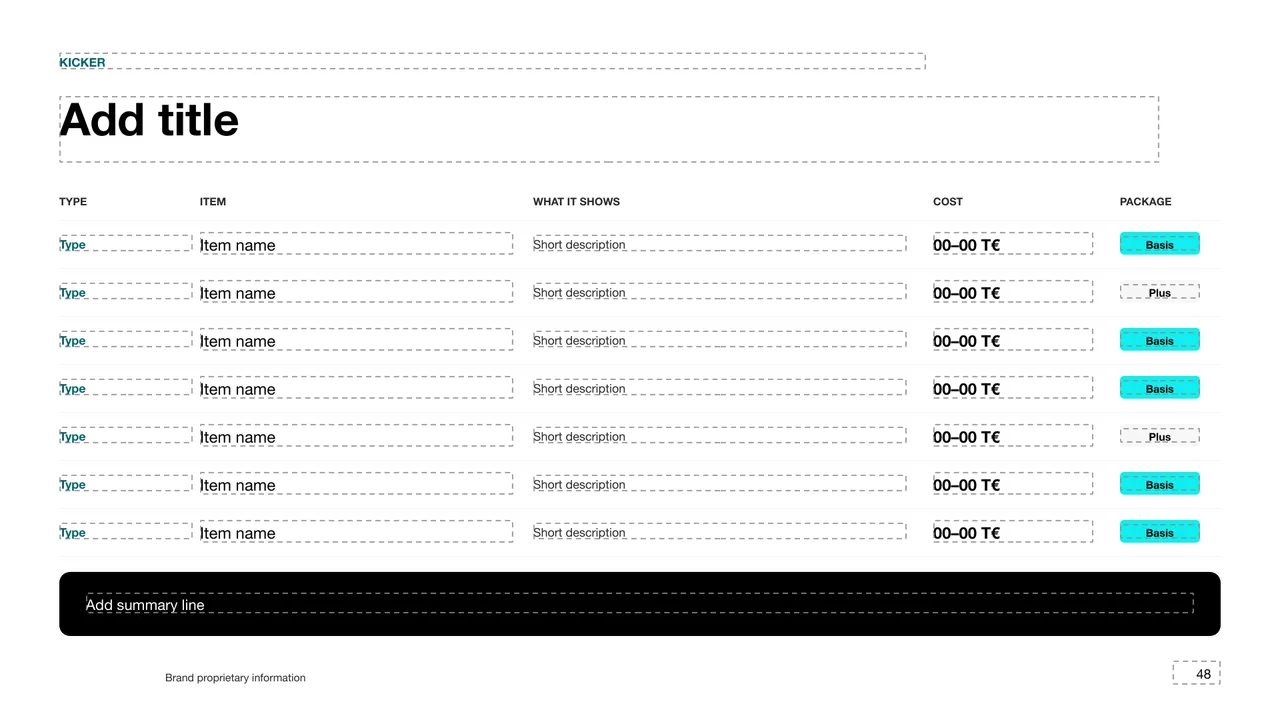 KICKER
Add title
TYPE ITEM WHAT IT SHOWS COST PACKAGE
Type Item name Short description 00–00 T€ Basis
Type Item name Short description 00–00 T€ Plus
Type Item name Short description 00–00 T€ Basis
Type Item name Short description 00–00 T€ Basis
Type Item name Short description 00–00 T€ Plus
Type Item name Short description 00–00 T€ Basis
Type Item name Short description 00–00 T€ Basis
Add summary line
Brand proprietary information 48